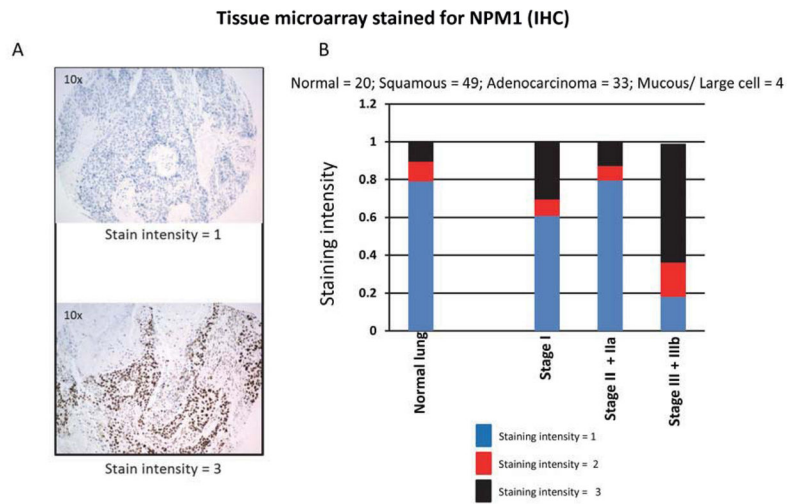 Tissue microarray stained for NPM1 (IHC)
A
10x
Stain intensity = 1
10x
Stain intensity = 3
B
Normal = 20; Squamous = 49; Adenocarcinoma = 33; Mucous/ Large cell = 4
Staining intensity
1.2
1
0.8
0.6
0.4
0.2
0
Normal lung
Stage I
Stage II + IIa
Stage III + IIIb
Staining intensity = 1
Staining intensity = 2
Staining intensity = 3